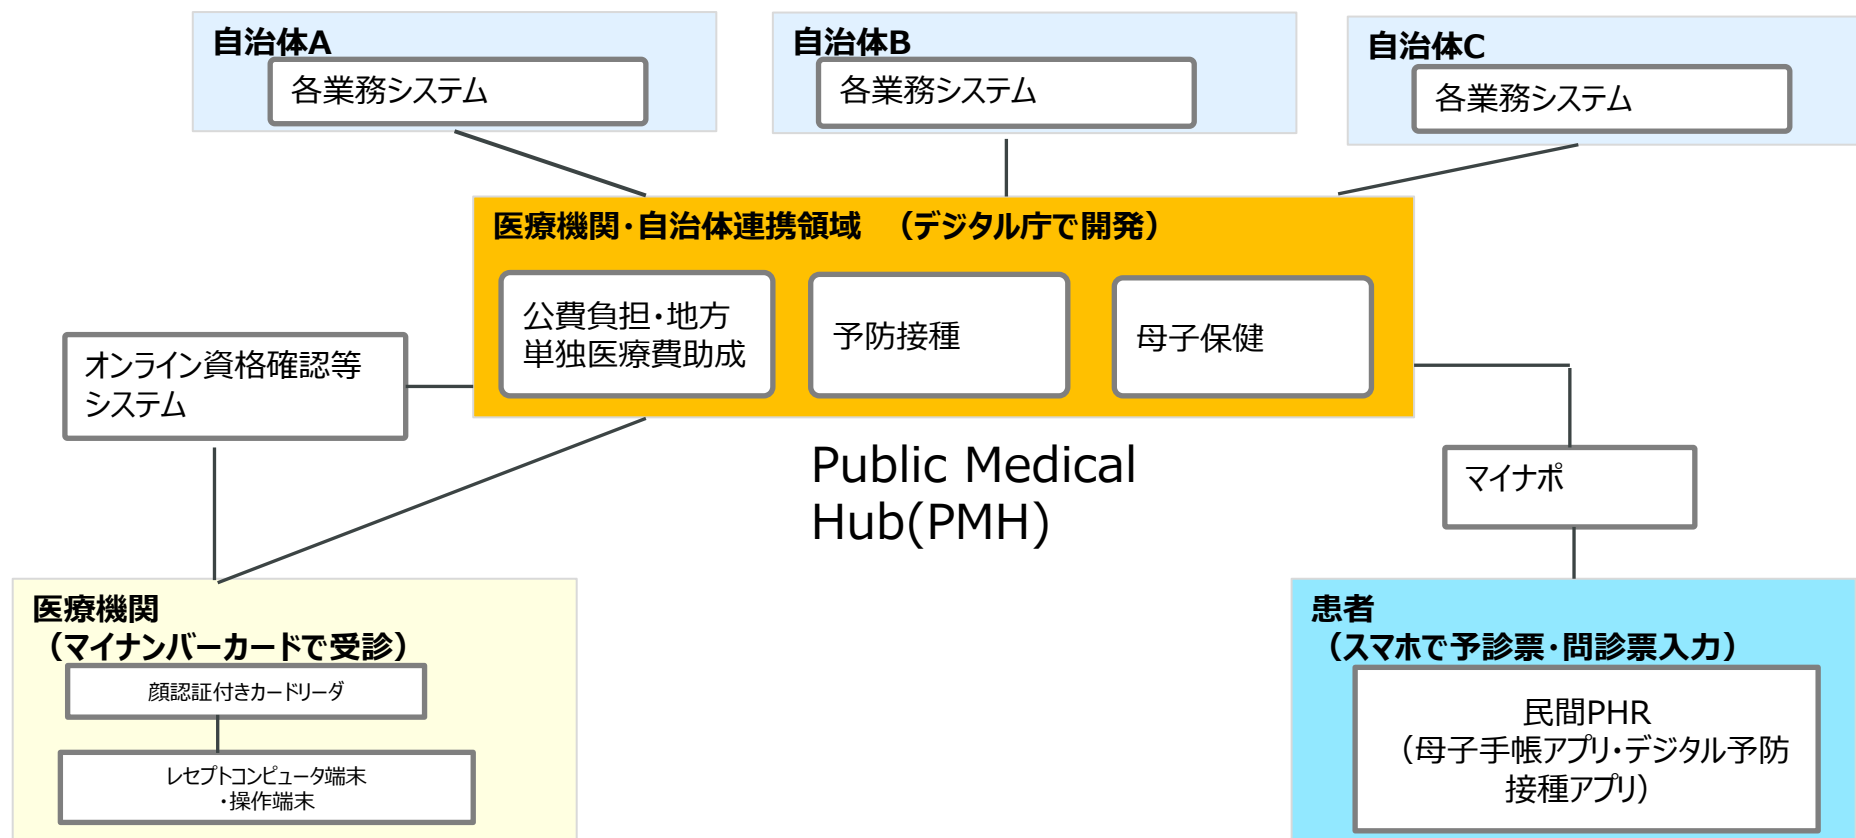 自治体A
各業務システム
自治体B
各業務システム
自治体C
各業務システム
医療機関・自治体連携領域　（デジタル庁で開発）
公費負担・地方
単独医療費助成
予防接種
母子保健
オンライン資格確認等
システム
Public Medical
Hub(PMH)
マイナポ
医療機関
（マイナンバーカードで受診）
顔認証付きカードリーダ
レセプトコンピュータ端末
・操作端末
患者
（スマホで予診票・問診票入力）
民間PHR
（母子手帳アプリ・デジタル予防
接種アプリ）